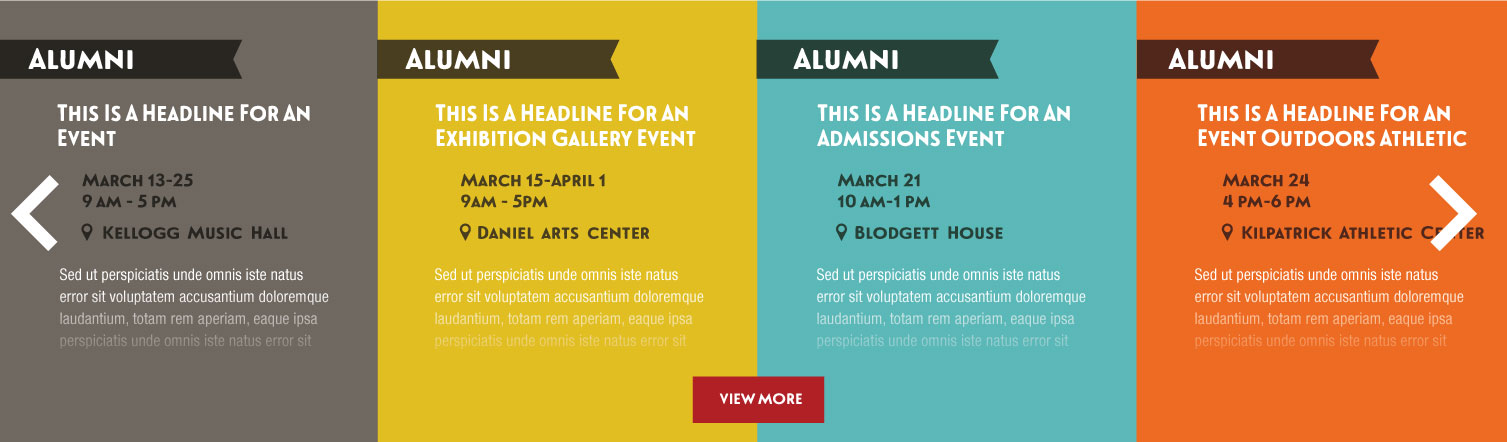 Alumni
This Is A Headline For An
Event
March 13-25
9 am - 5 pm
Kellogg Music Hall
Sed ut perspiciatis unde omnis iste natus
error sit voluptatem accusantium doloremque
laudantium, totam rem aperiam, eaque ipsa
perspiciatis unde omnis iste natus error sit
Alumni
This Is A Headline For An
Exhibition Gallery Event
March 15-April 1
9am - 5pm
Daniel arts center
Sed ut perspiciatis unde omnis iste natus
error sit voluptatem accusantium doloremque
laudantium, totam rem aperiam, eaque ipsa
perspiciatis unde omnis iste natus error sit
Alumni
This Is A Headline For An
Admissions Event
March 21
10 am-1 pm
Blodgett House
Sed ut perspiciatis unde omnis iste natus
error sit voluptatem accusantium doloremque
laudantium, totam rem aperiam, eaque ipsa
perspiciatis unde omnis iste natus error sit
Alumni
This Is A Headline For An
Event Outdoors Athletic
March 24
4 pm-6 pm
Kilpatrick Athletic Center
Sed ut perspiciatis unde omnis iste natus
error sit voluptatem accusantium doloremque
laudantium, totam rem aperiam, eaque ipsa
perspiciatis unde omnis iste natus error sit
VIEW MORE